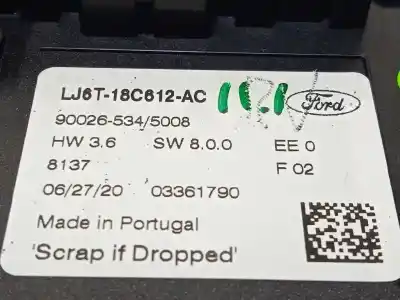 LJ6T-18C612-AC
Ford
90026-534/5008
HW 3.6 SW 8.0.0 EE 0
8137 F 02
06/27/20 03361790
Made in Portugal
'Scrap if Dropped'